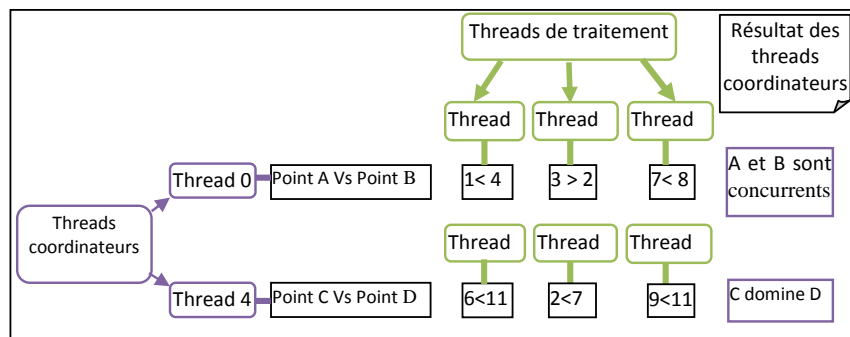 Threads de traitement
Résultat des
threads
coordinateurs
Thread
Thread
Thread
Thread 0
Point A Vs Point B
1< 4
3 > 2
7< 8
A et B sont
concurrents
Threads
coordinateurs
Thread
Thread
Thread
Thread 4
Point C Vs Point D
6<11
2<7
9<11
C domine D